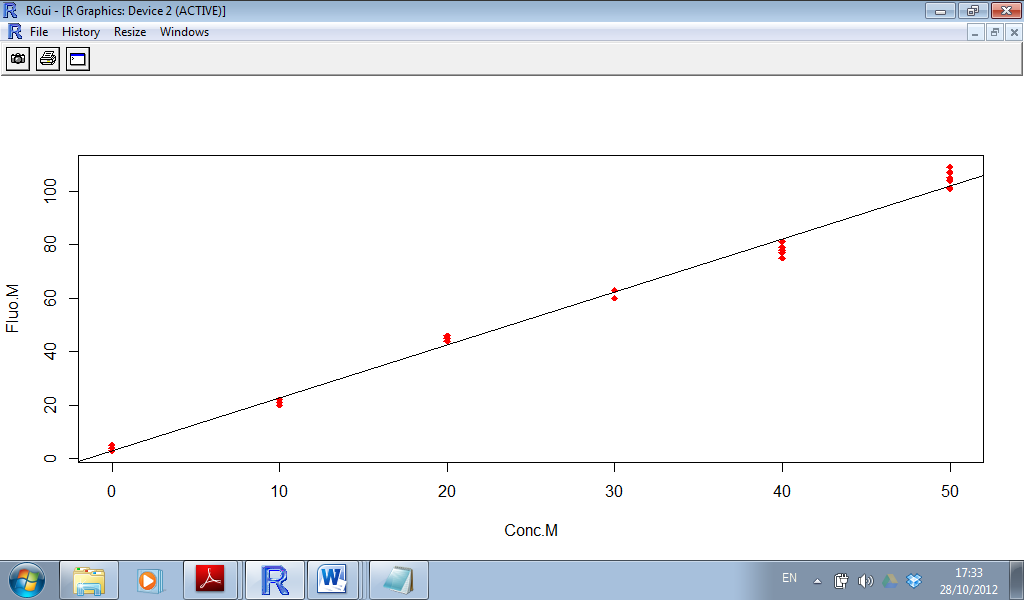 RGui - [R Graphics: Device 2 (ACTIVE)]
File History Resize Windows
Fluo.M
100
80
60
40
20
0
0 10 20 30 40 50
Conc.M
EN
17:33
28/10/2012